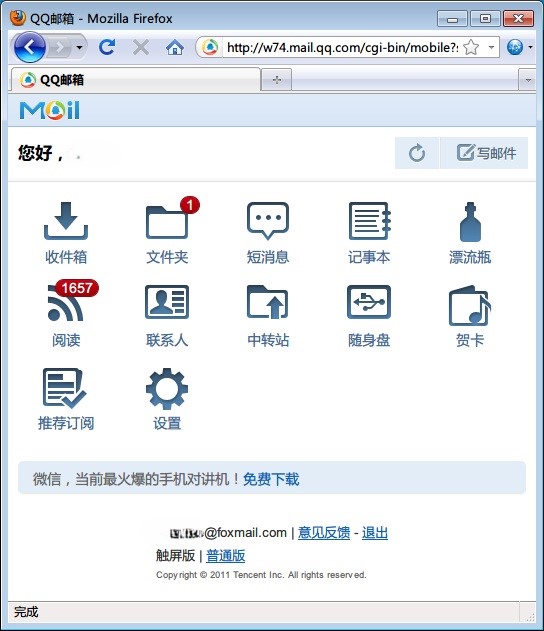 QQ邮箱 - Mozilla Firefox
http://w74.mail.qq.com/cgi-bin/mobile?s
QQ邮箱
Mail
您好，
写邮件
1
收件箱 文件夹 短消息 记事本 漂流瓶
1657
阅读 联系人 中转站 随身盘 贺卡
推荐订阅 设置
微信，当前最火爆的手机对讲机！免费下载
@foxmail.com | 意见反馈 - 退出
触屏版 | 普通版
Copyright © 2011 Tencent Inc. All rights reserved.
完成